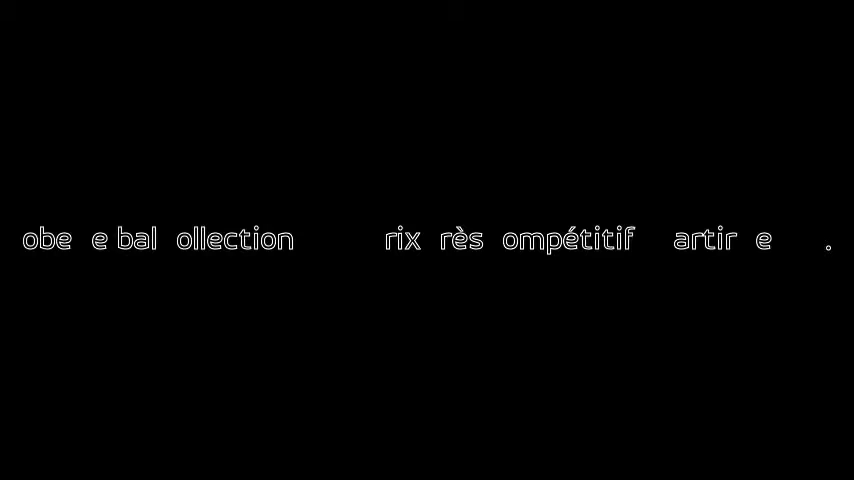 obe e bal ollection rix rès ompétitif artir e .